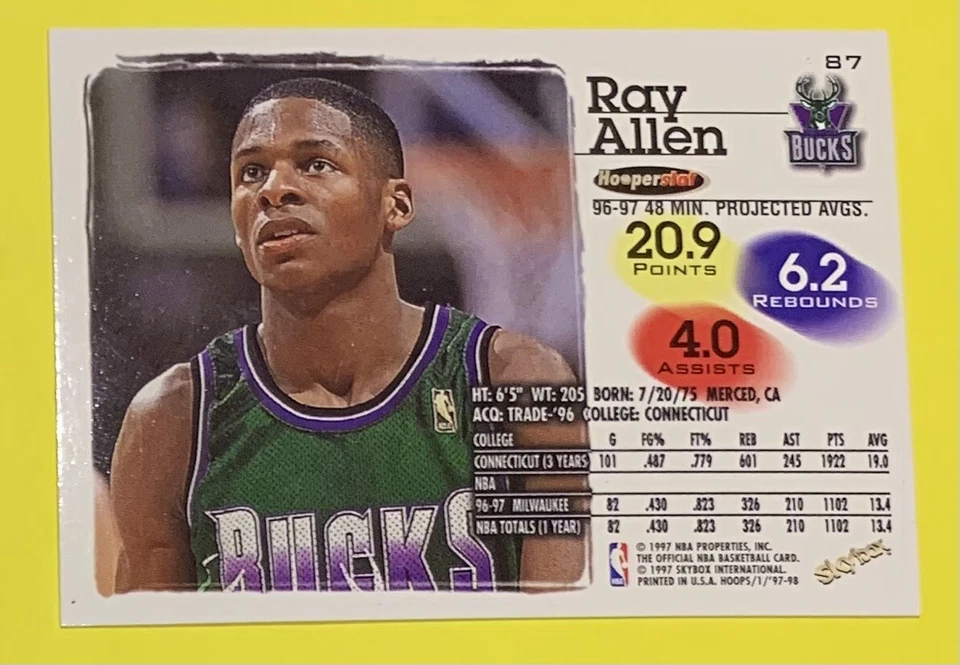 87
Ray
Allen
BUCKS
Hooperstat
96-97 48 MIN. PROJECTED AVGS.
20.9
POINTS
6.2
REBOUNDS
4.0
ASSISTS
HT: 6'5" WT: 205 BORN: 7/20/75 MERCED, CA
ACQ: TRADE-'96 COLLEGE: CONNECTICUT
COLLEGE G FG% FT% REB AST PTS AVG
CONNECTICUT (3 YEARS) 101 .487 .779 601 245 1922 19.0
NBA
96-97 MILWAUKEE 82 .430 .823 326 210 1102 13.4
NBA TOTALS (1 YEAR) 82 .430 .823 326 210 1102 13.4
BUCKS
NBA
© 1997 NBA PROPERTIES, INC.
THE OFFICIAL NBA BASKETBALL CARD.
© 1997 SKYBOX INTERNATIONAL.
PRINTED IN U.S.A. HOOPS/1/'97-98
Skybox